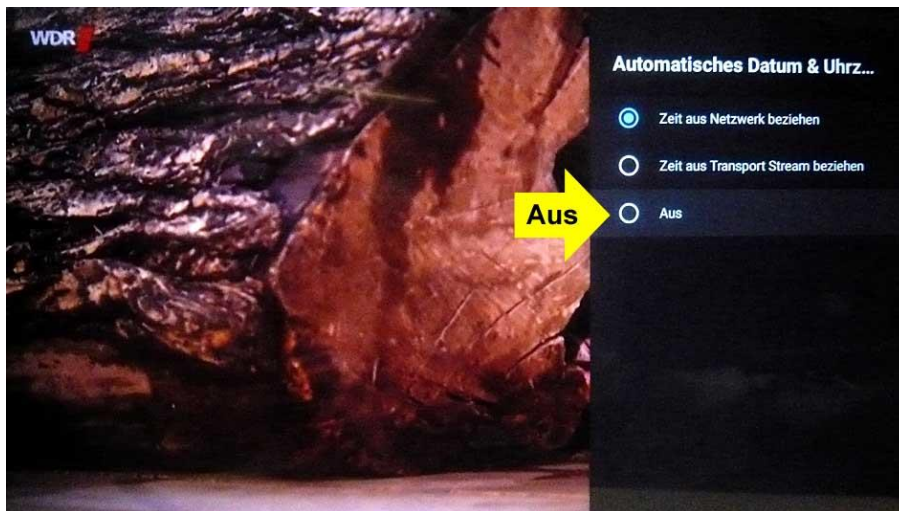 WDR
Automatisches Datum & Uhrz...
Zeit aus Netzwerk beziehen
Zeit aus Transport Stream beziehen
Aus
Aus